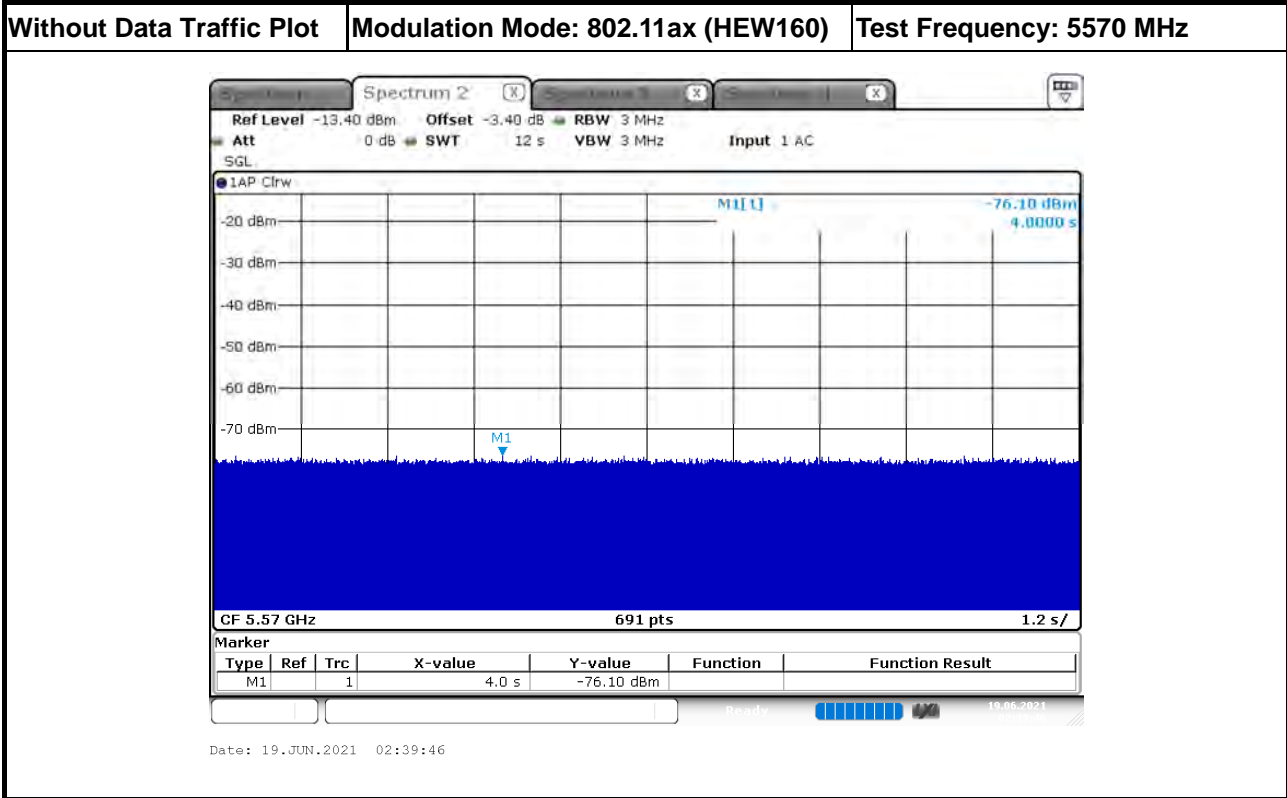 Without Data Traffic Plot Modulation Mode: 802.11ax (HEW160) Test Frequency: 5570 MHz
Spectrum 2 X X X
Ref Level -13.40 dBm Offset -3.40 dB RBW 3 MHz
Att 0 dB SWT 12 s VBW 3 MHz Input 1 AC
SGL
1AP Clrw
M1[1] -76.10 dBm
4.0000 s
-20 dBm
-30 dBm
-40 dBm
-50 dBm
-60 dBm
-70 dBm
M1
CF 5.57 GHz 691 pts 1.2 s/
Marker
Type Ref Trc X-value Y-value Function Function Result
M1 1 4.0 s -76.10 dBm
Ready 19.06.2021
Date: 19.JUN.2021 02:39:46